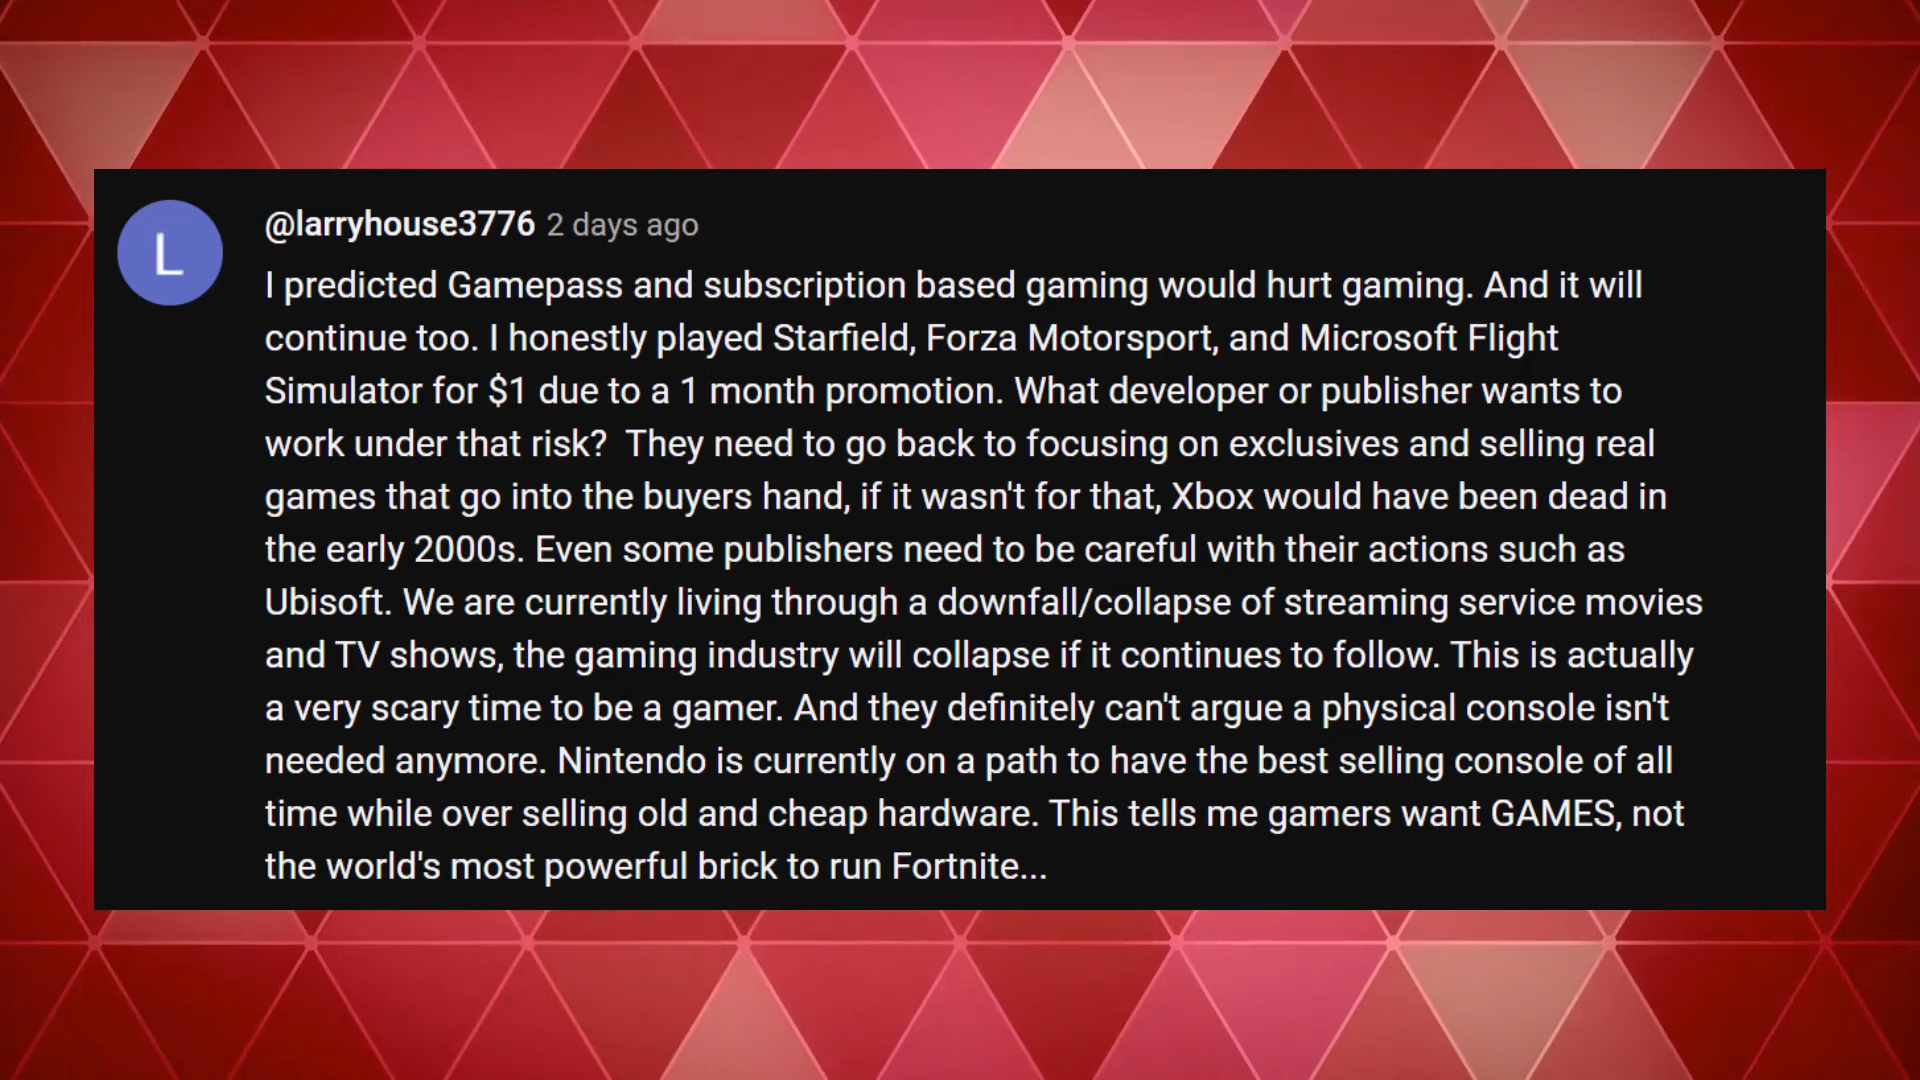 L
@larryhouse3776 2 days ago
I predicted Gamepass and subscription based gaming would hurt gaming. And it will
continue too. I honestly played Starfield, Forza Motorsport, and Microsoft Flight
Simulator for $1 due to a 1 month promotion. What developer or publisher wants to
work under that risk?  They need to go back to focusing on exclusives and selling real
games that go into the buyers hand, if it wasn't for that, Xbox would have been dead in
the early 2000s. Even some publishers need to be careful with their actions such as
Ubisoft. We are currently living through a downfall/collapse of streaming service movies
and TV shows, the gaming industry will collapse if it continues to follow. This is actually
a very scary time to be a gamer. And they definitely can't argue a physical console isn't
needed anymore. Nintendo is currently on a path to have the best selling console of all
time while over selling old and cheap hardware. This tells me gamers want GAMES, not
the world's most powerful brick to run Fortnite...